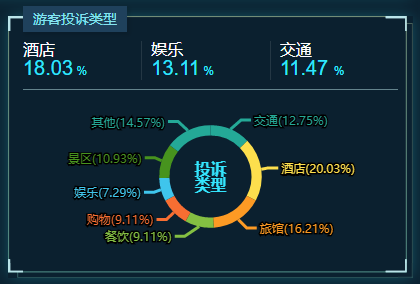 游客投诉类型
酒店 娱乐 交通
18.03 % 13.11 % 11.47 %
其他(14.57%) 交通(12.75%)
景区(10.93%) 酒店(20.03%)
投诉
类型
娱乐(7.29%)
购物(9.11%) 旅馆(16.21%)
餐饮(9.11%)